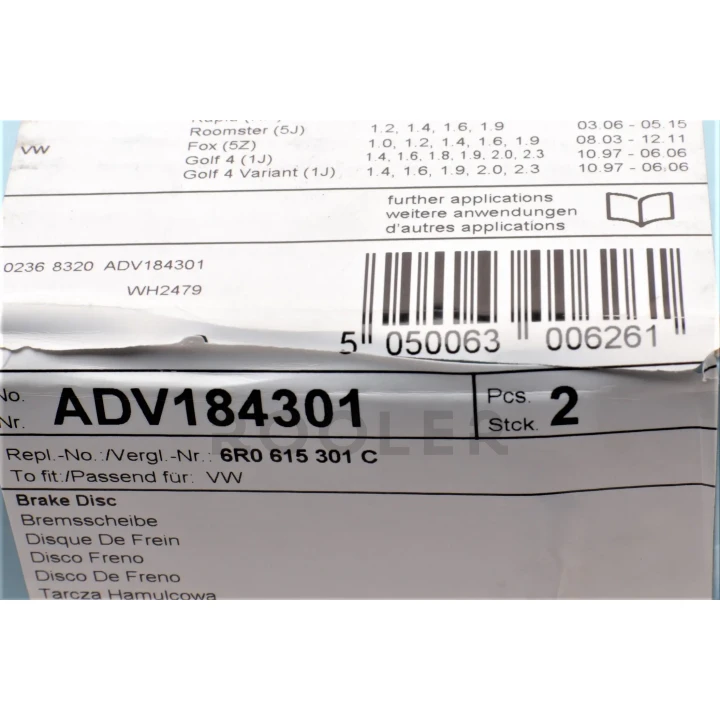 Roomster (5J) 1.2, 1.4, 1.6, 1.9 03.06 - 05.15
VW Fox (5Z) 1.0, 1.2, 1.4, 1.6, 1.9 08.03 - 12.11
Golf 4 (1J) 1.4, 1.6, 1.8, 1.9, 2.0, 2.3 10.97 - 06.06
Golf 4 Variant (1J) 1.4, 1.6, 1.9, 2.0, 2.3 10.97 - 06.06
further applications
weitere anwendungen
d'autres applications
0236 8320 ADV184301
WH2479
5 050063 006261
No.
Nr. ADV184301 Pcs.
Stck. 2
ROOLER
Repl.-No.:/Vergl.-Nr.: 6R0 615 301 C
To fit:/Passend für: VW
Brake Disc
Bremsscheibe
Disque De Frein
Disco Freno
Disco De Freno
Tarcza Hamulcowa